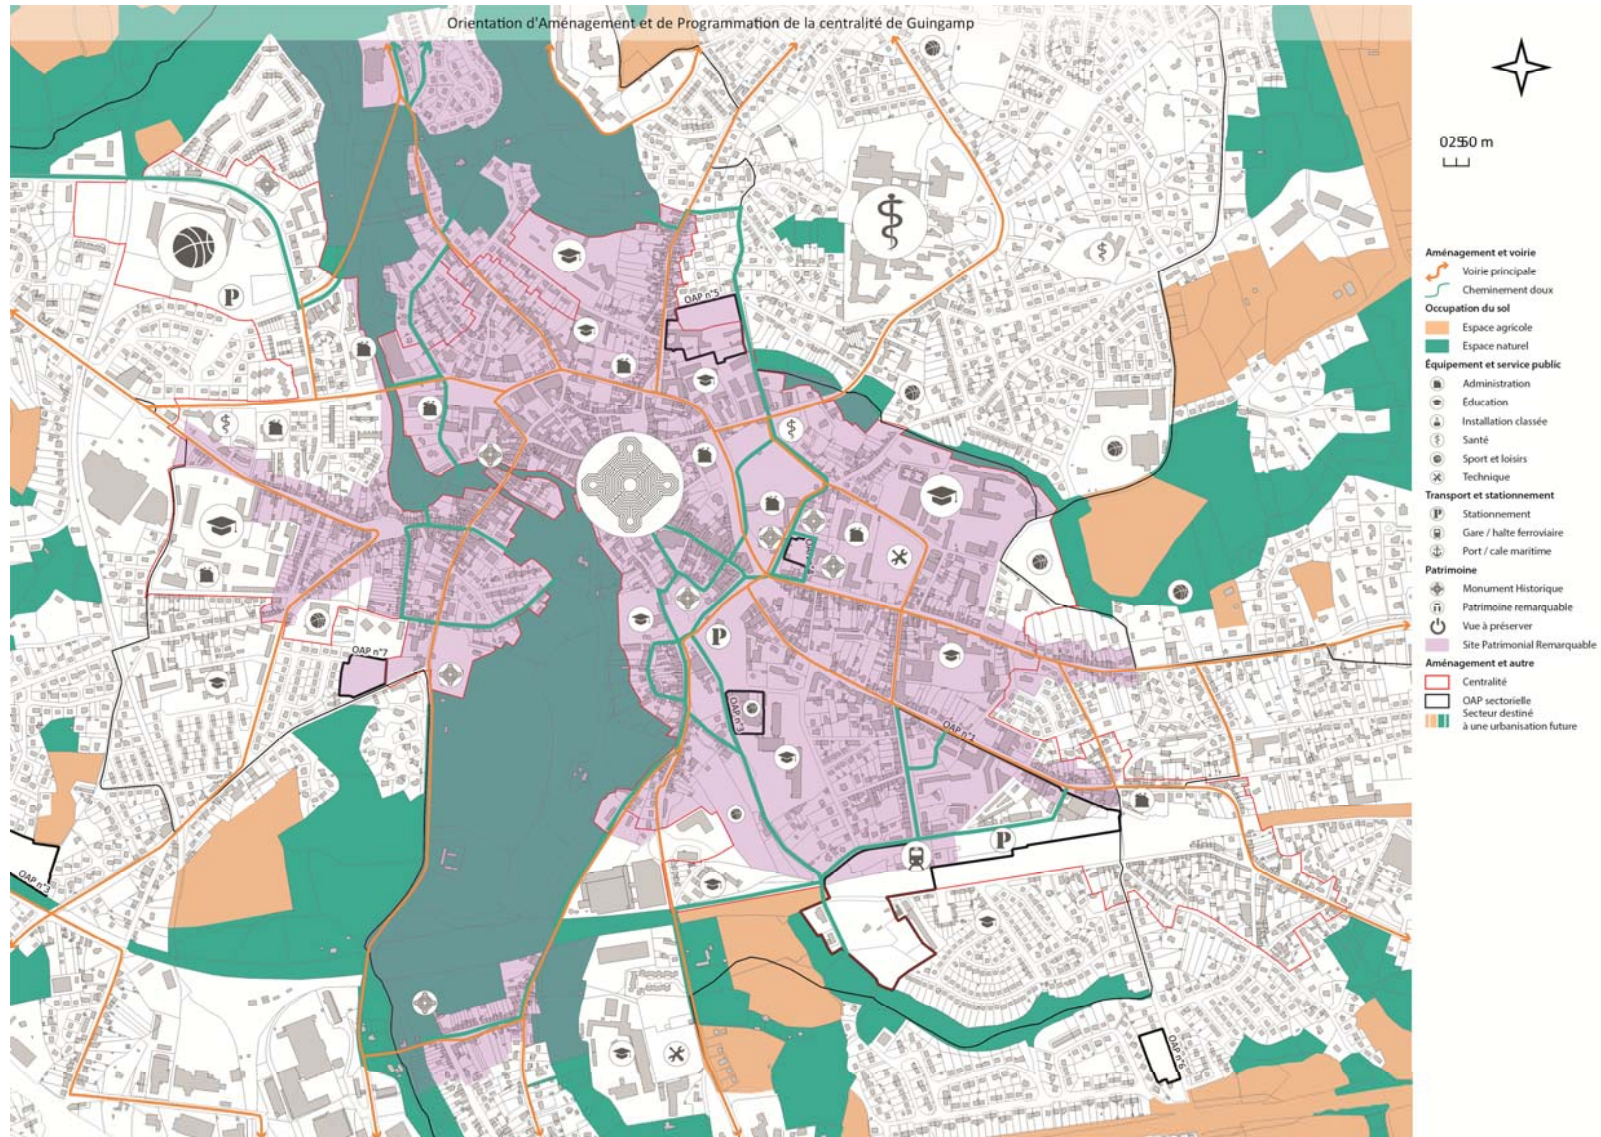 Orientation d'Aménagement et de Programmation de la centralité de Guingamp
02550 m
Aménagement et voirie
Voirie principale
Cheminement doux
Occupation du sol
Espace agricole
Espace naturel
Équipement et service public
Administration
Éducation
Installation classée
Santé
Sport et loisirs
Technique
Transport et stationnement
P Stationnement
Gare / halte ferroviaire
Port / cale maritime
Patrimoine
Monument Historique
Patrimoine remarquable
Vue à préserver
Site Patrimonial Remarquable
Aménagement et autre
Centralité
OAP sectorielle
Secteur destiné
à une urbanisation future
P
OAP n°5
P
OAP n°7
OAP n°3
OAP n°1
P
OAP n°6